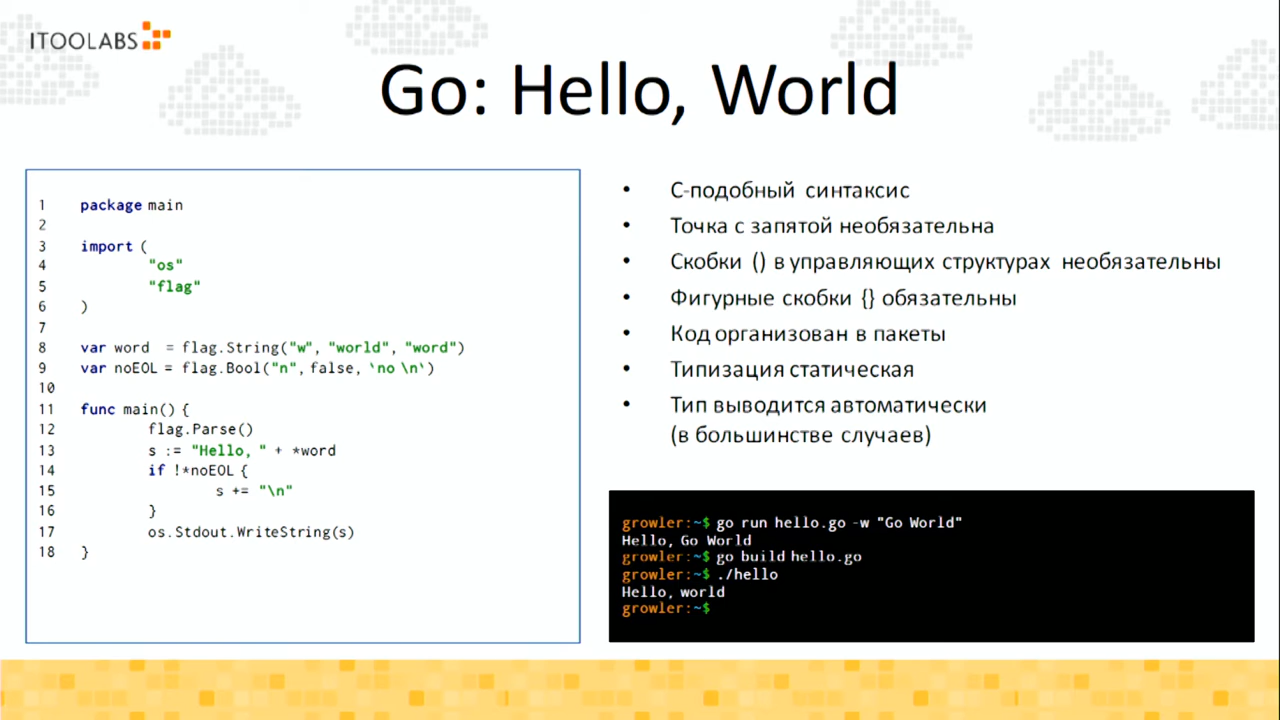 ITOOLABS
Go: Hello, World
1 package main
2
3 import (
4 "os"
5 "flag"
6 )
7
8 var word = flag.String("w", "world", "word")
9 var noEOL = flag.Bool("n", false, `no \n`)
10
11 func main() {
12 flag.Parse()
13 s := "Hello, " + *word
14 if !*noEOL {
15 s += "\n"
16 }
17 os.Stdout.WriteString(s)
18 }
• С-подобный синтаксис
• Точка с запятой необязательна
• Скобки () в управляющих структурах необязательны
• Фигурные скобки {} обязательны
• Код организован в пакеты
• Типизация статическая
• Тип выводится автоматически
(в большинстве случаев)
growler:~$ go run hello.go -w "Go World"
Hello, Go World
growler:~$ go build hello.go
growler:~$ ./hello
Hello, world
growler:~$